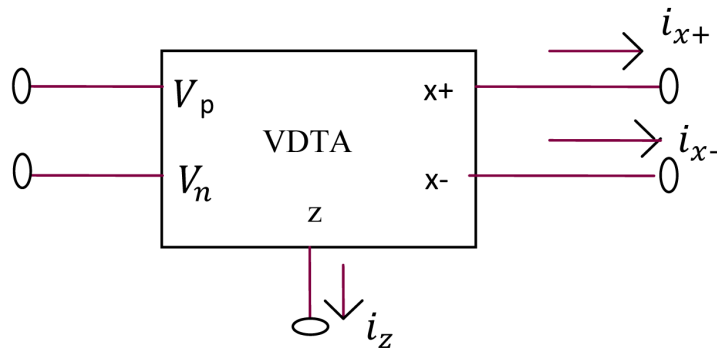 i_{x+}
V_p x+
VDTA
i_{x-}
V_n x-
z
i_z